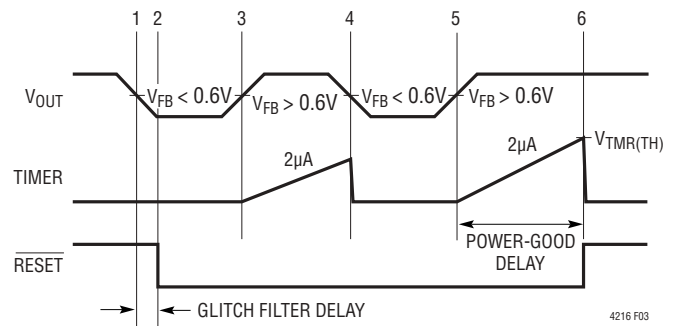 1 2 3 4 5 6
VOUT
VFB < 0.6V
VFB > 0.6V
VFB < 0.6V
VFB > 0.6V
VTMR(TH)
2µA
2µA
TIMER
POWER-GOOD
DELAY
RESET
GLITCH FILTER DELAY
4216 F03